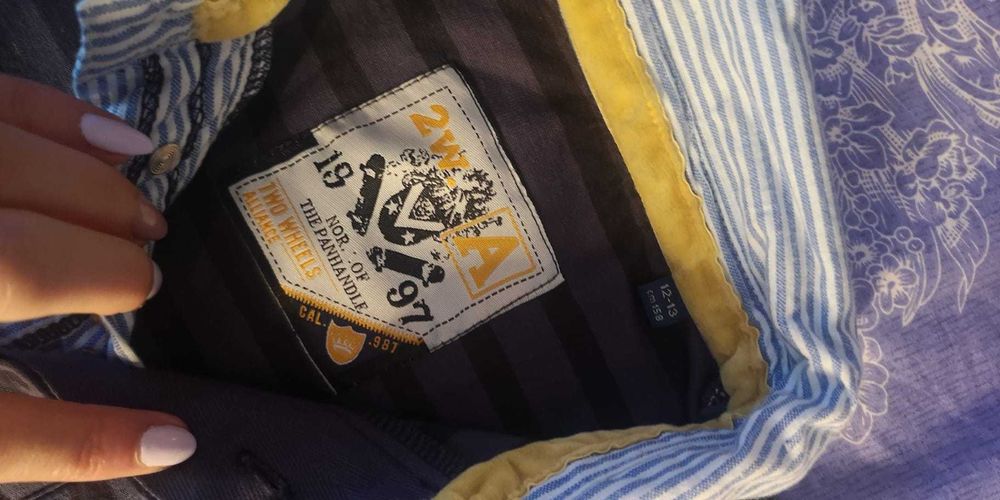 2W.
A
19
97
NOR. OF
THE PANHANDLE
TWO WHEELS
ALLIANCE
CAL. .987
12-13
cm 158